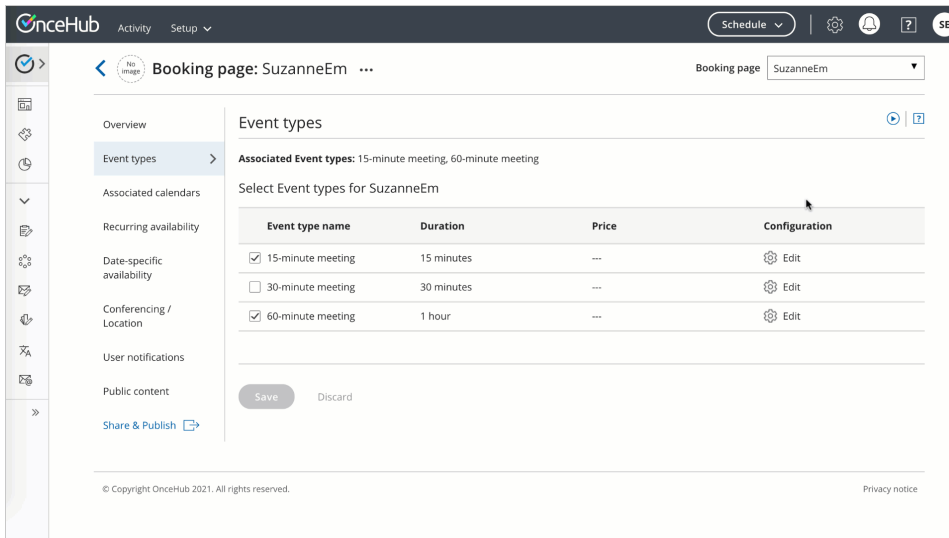 OnceHub Activity Setup Schedule ? SE
No image Booking page: SuzanneEm ... Booking page SuzanneEm
Overview
Event types
Associated calendars
Recurring availability
Date-specific
availability
Conferencing /
Location
User notifications
Public content
Share & Publish
Event types ?
Associated Event types: 15-minute meeting, 60-minute meeting
Select Event types for SuzanneEm
Event type name Duration Price Configuration
15-minute meeting 15 minutes --- Edit
30-minute meeting 30 minutes --- Edit
60-minute meeting 1 hour --- Edit
Save Discard
© Copyright OnceHub 2021. All rights reserved. Privacy notice